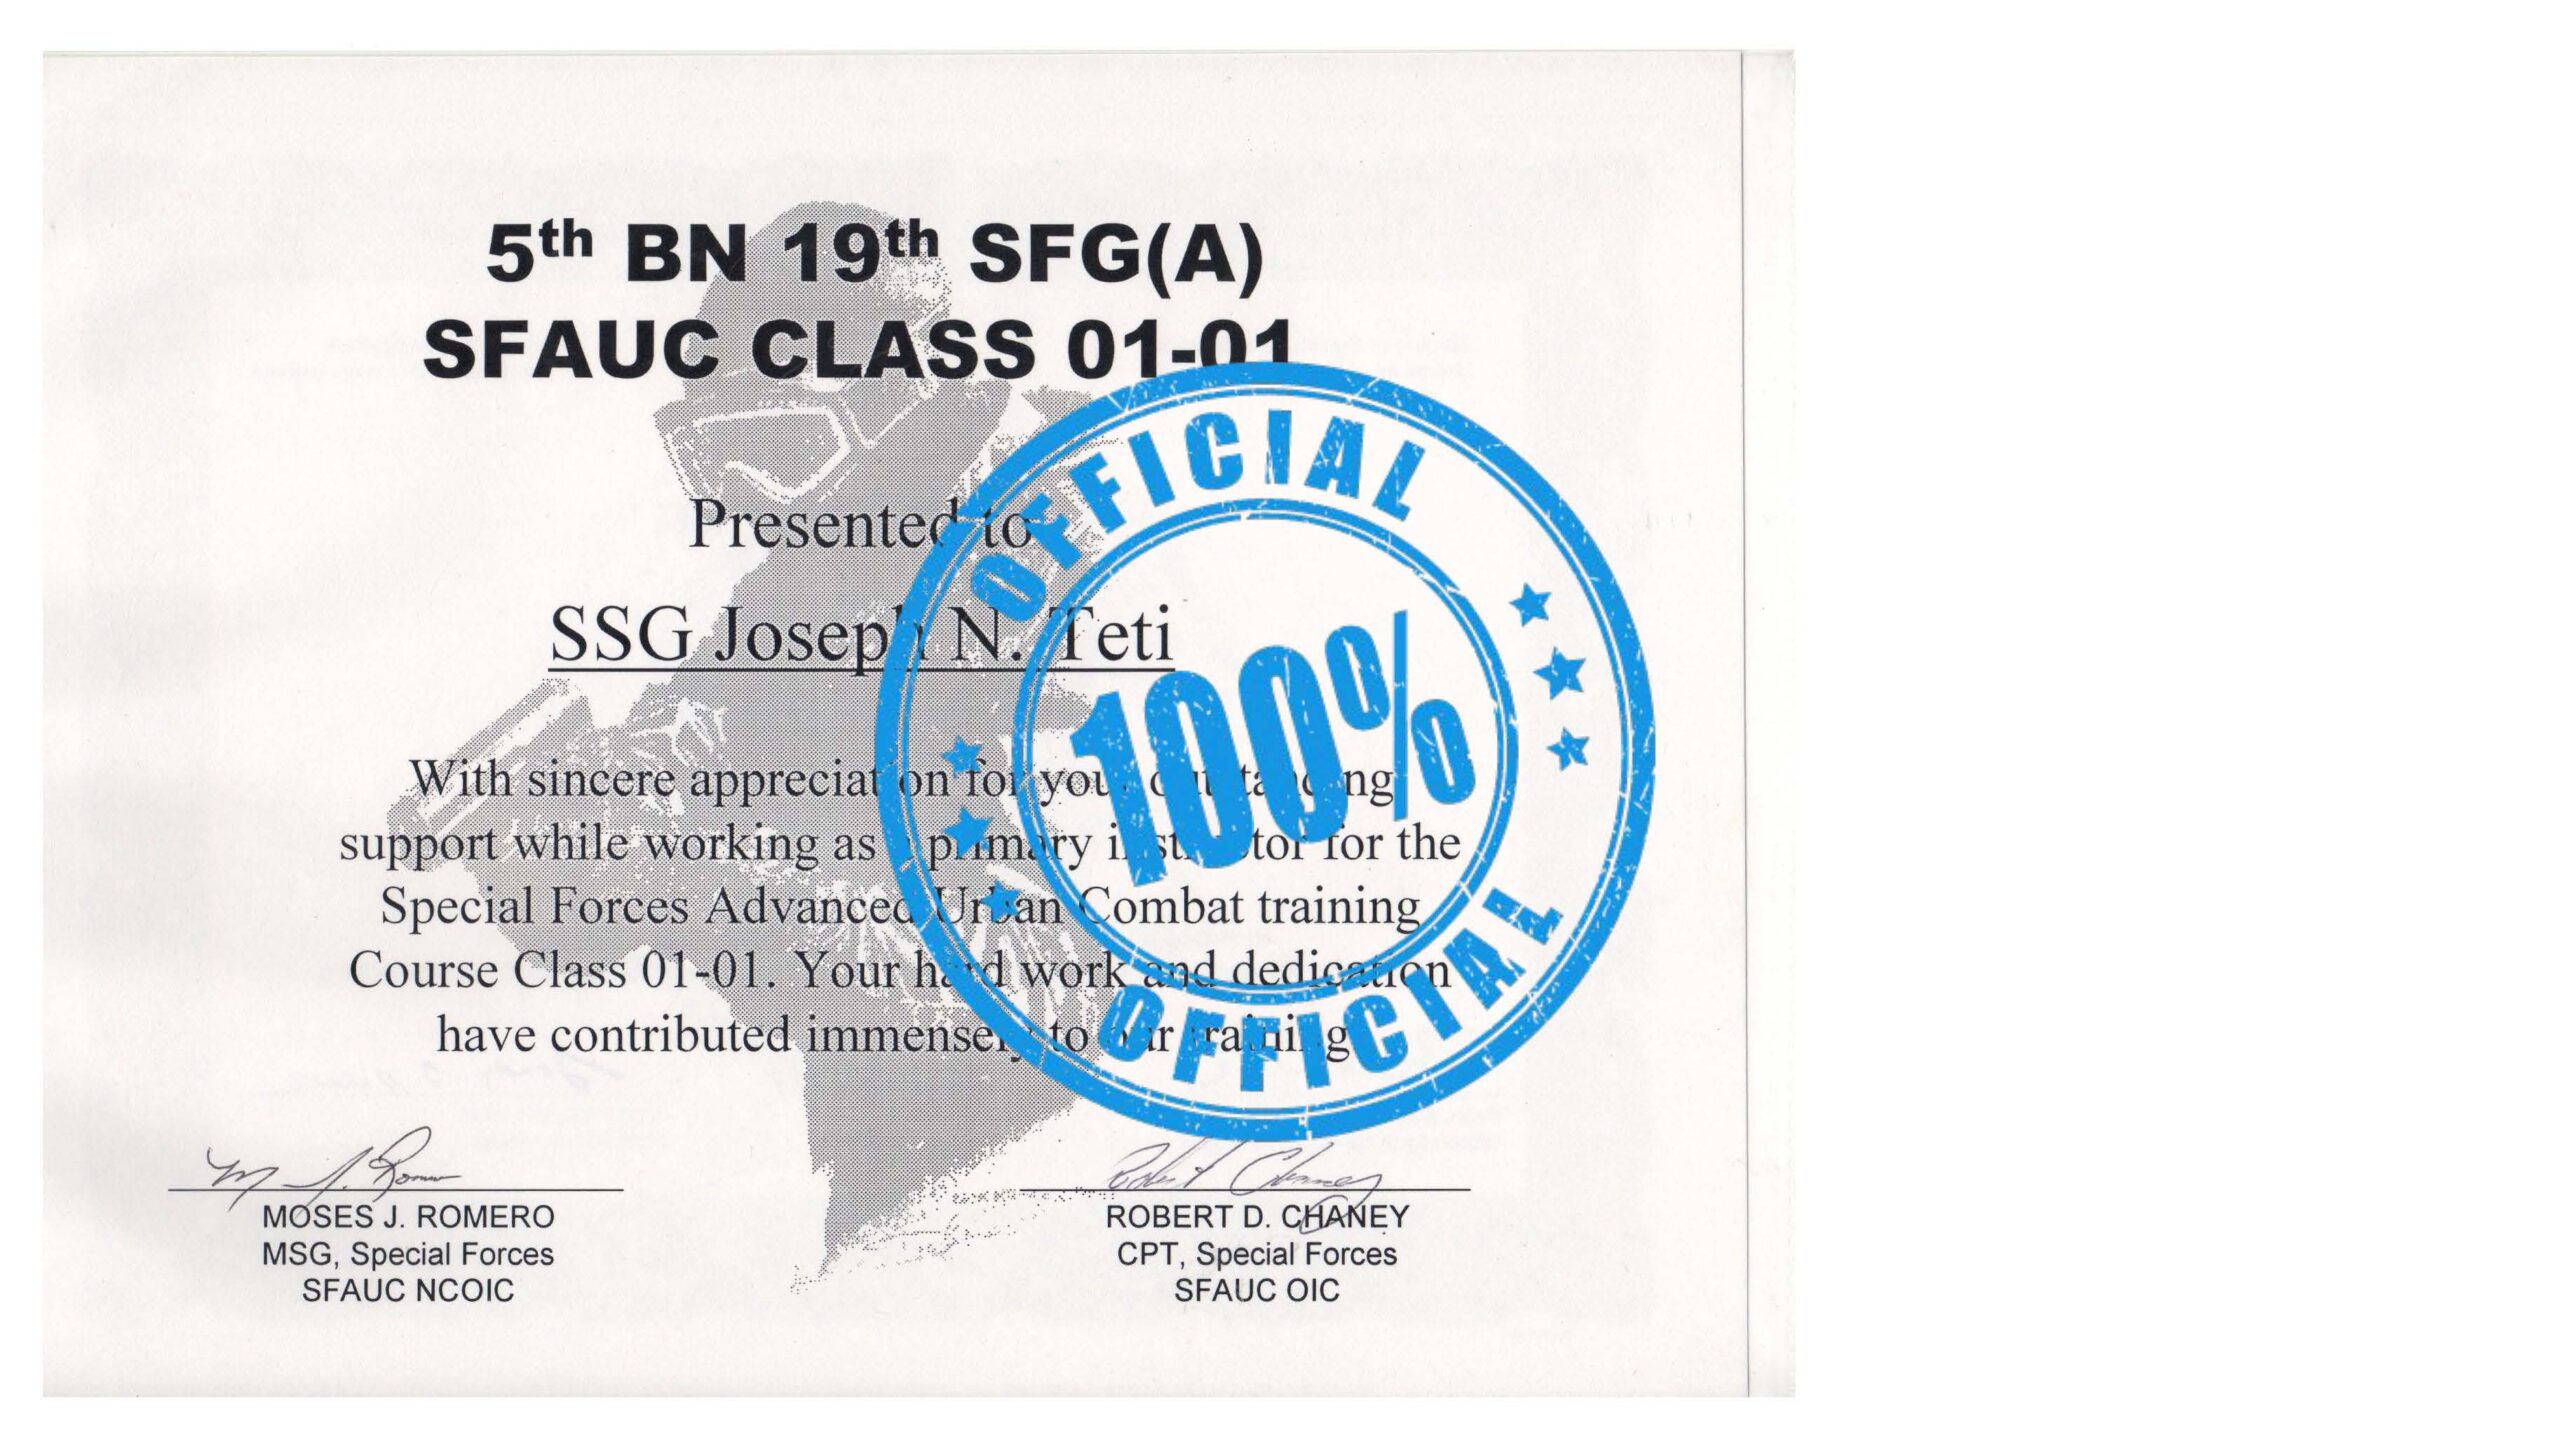 5th BN 19th SFG(A)
SFAUC CLASS 01-01
Presented to
SSG Joseph N. Teti
With sincere appreciation for your outstanding
support while working as a primary instructor for the
Special Forces Advanced Urban Combat training
Course Class 01-01. Your hard work and dedication
have contributed immensely to our training
OFFICIAL
100%
OFFICIAL
M J. Romero
Robert Chaney
MOSES J. ROMERO
MSG, Special Forces
SFAUC NCOIC
ROBERT D. CHANEY
CPT, Special Forces
SFAUC OIC